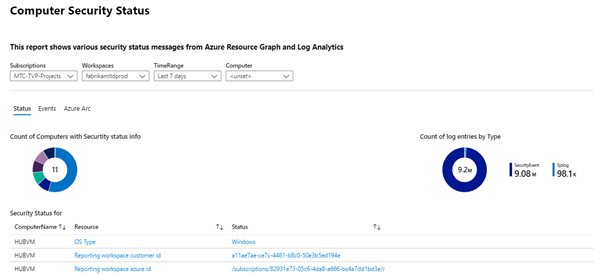 Computer Security Status
This report shows various security status messages from Azure Resource Graph and Log Analytics
Subscriptions Workspaces TimeRange Computer
MTC-TVP-Projects fabrikamltdprod Last 7 days <unset>
Status Events Azure Arc
Count of Computers with Securtity status info
11
Count of log entries by Type
9.2M
SecurityEvent
9.08 M
Syslog
98.1 K
Security Status for
ComputerName Resource Status
HUBVM OS Type Windows
HUBVM Reporting workspace customer id a11ae7ae-ce7c-4481-b8c0-50e3b5ed194e
HUBVM Reporting workspace azure id /subscriptions/82931e73-05c6-4da8-a666-bc4a7dd1bd3e/r